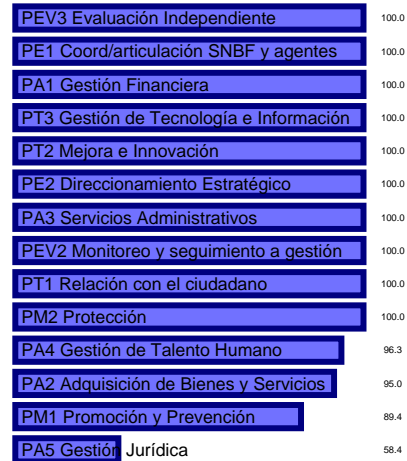 PEV3 Evaluación Independiente 100.0
PE1 Coord/articulación SNBF y agentes 100.0
PA1 Gestión Financiera 100.0
PT3 Gestión de Tecnología e Información 100.0
PT2 Mejora e Innovación 100.0
PE2 Direccionamiento Estratégico 100.0
PA3 Servicios Administrativos 100.0
PEV2 Monitoreo y seguimiento a gestión 100.0
PT1 Relación con el ciudadano 100.0
PM2 Protección 100.0
PA4 Gestión de Talento Humano 96.3
PA2 Adquisición de Bienes y Servicios 95.0
PM1 Promoción y Prevención 89.4
PA5 Gestión Jurídica 58.4